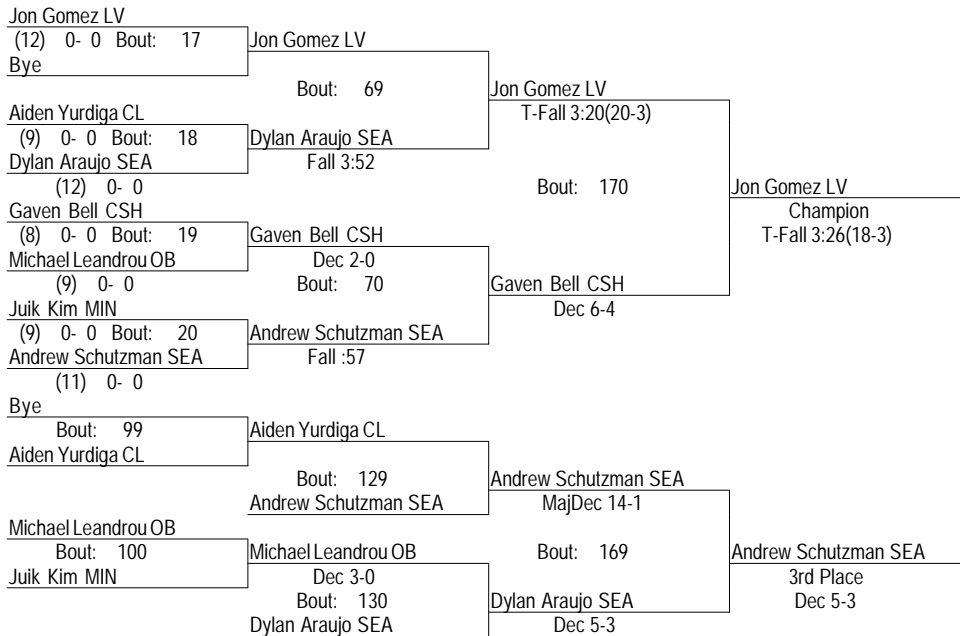 Jon Gomez LV
(12) 0- 0 Bout: 17 Jon Gomez LV
Bye
Bout: 69 Jon Gomez LV
Aiden Yurdiga CL T-Fall 3:20(20-3)
(9) 0- 0 Bout: 18 Dylan Araujo SEA
Dylan Araujo SEA Fall 3:52
(12) 0- 0 Bout: 170 Jon Gomez LV
Gaven Bell CSH Champion
(8) 0- 0 Bout: 19 Gaven Bell CSH T-Fall 3:26(18-3)
Michael Leandrou OB Dec 2-0
(9) 0- 0 Bout: 70 Gaven Bell CSH
Juik Kim MIN Dec 6-4
(9) 0- 0 Bout: 20 Andrew Schutzman SEA
Andrew Schutzman SEA Fall :57
(11) 0- 0
Bye
Bout: 99 Aiden Yurdiga CL
Aiden Yurdiga CL
Bout: 129 Andrew Schutzman SEA
Andrew Schutzman SEA MajDec 14-1
Michael Leandrou OB
Bout: 100 Michael Leandrou OB Bout: 169 Andrew Schutzman SEA
Juik Kim MIN Dec 3-0 3rd Place
Bout: 130 Dylan Araujo SEA Dec 5-3
Dylan Araujo SEA Dec 5-3